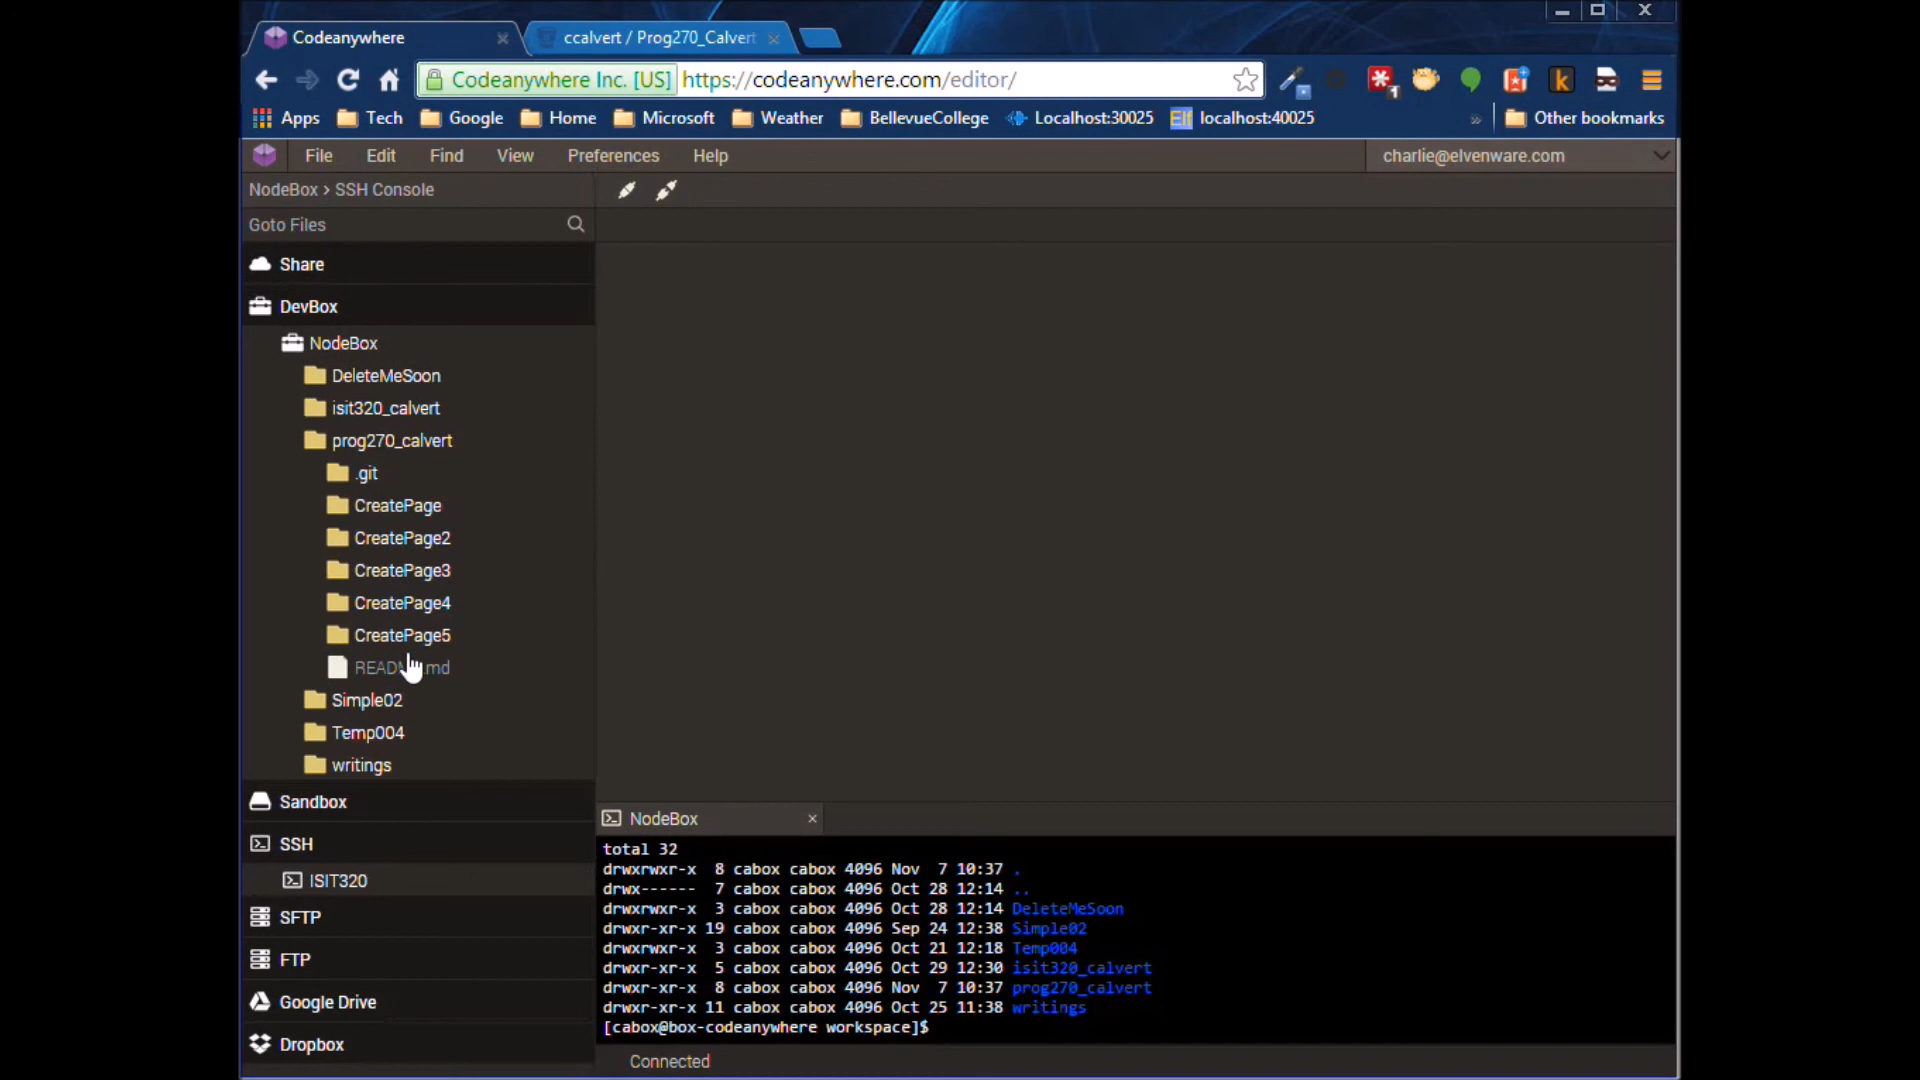 Codeanywhere
ccalvert / Prog270_Calvert
Codeanywhere Inc. [US] https://codeanywhere.com/editor/
Apps Tech Google Home Microsoft Weather BellevueCollege Localhost:30025 Elf localhost:40025 » Other bookmarks
File Edit Find View Preferences Help charlie@elvenware.com
NodeBox > SSH Console
Goto Files
Share
DevBox
NodeBox
DeleteMeSoon
isit320_calvert
prog270_calvert
.git
CreatePage
CreatePage2
CreatePage3
CreatePage4
CreatePage5
README.md
Simple02
Temp004
writings
Sandbox
SSH
ISIT320
SFTP
FTP
Google Drive
Dropbox
NodeBox
total 32
drwxrwxr-x  8 cabox cabox 4096 Nov  7 10:37 .
drwx------  7 cabox cabox 4096 Oct 28 12:14 ..
drwxrwxr-x  3 cabox cabox 4096 Oct 28 12:14 DeleteMeSoon
drwxr-xr-x 19 cabox cabox 4096 Sep 24 12:38 Simple02
drwxrwxr-x  3 cabox cabox 4096 Oct 21 12:18 Temp004
drwxr-xr-x  5 cabox cabox 4096 Oct 29 12:30 isit320_calvert
drwxr-xr-x  8 cabox cabox 4096 Nov  7 10:37 prog270_calvert
drwxr-xr-x 11 cabox cabox 4096 Oct 25 11:38 writings
[cabox@box-codeanywhere workspace]$
Connected